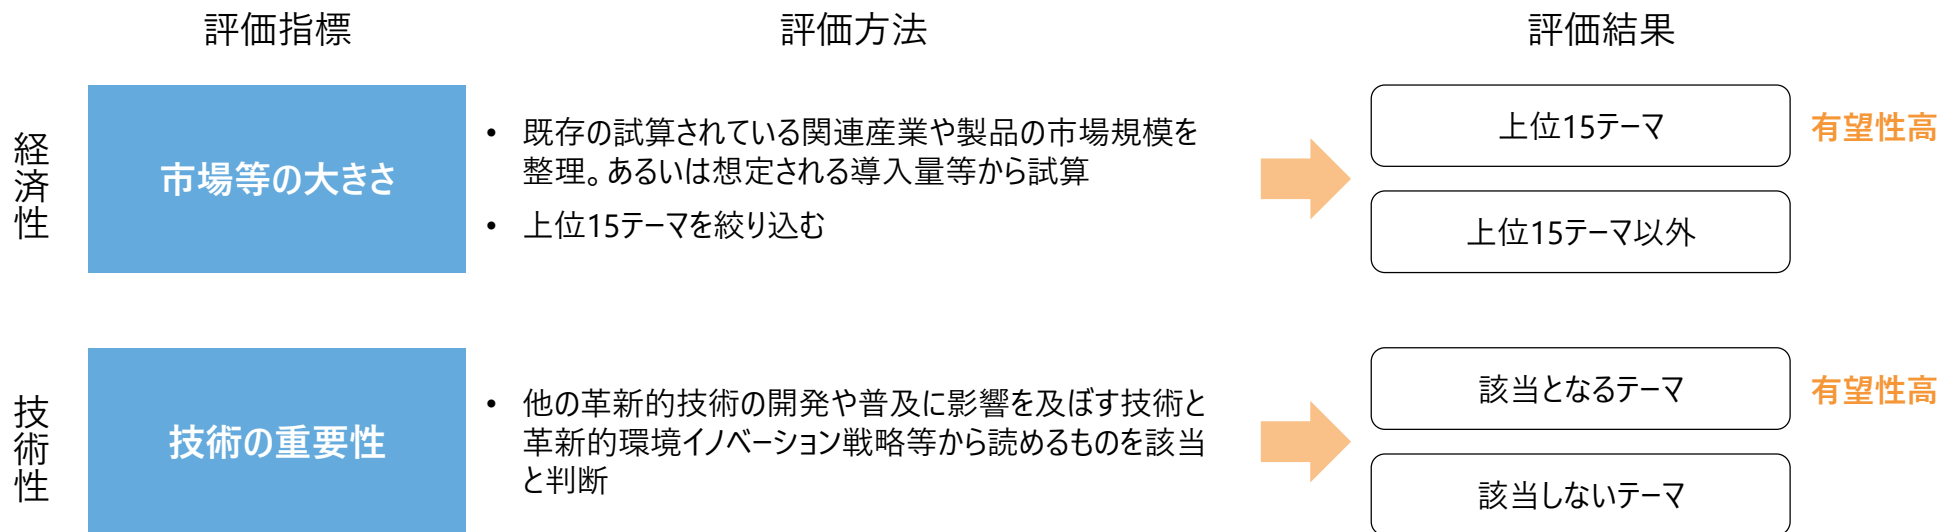 評価指標
評価方法
評価結果
経済性
市場等の大きさ
• 既存の試算されている関連産業や製品の市場規模を
整理。あるいは想定される導入量等から試算
• 上位15テーマを絞り込む
上位15テーマ
有望性高
上位15テーマ以外
技術性
技術の重要性
• 他の革新的技術の開発や普及に影響を及ぼす技術と
革新的環境イノベーション戦略等から読めるものを該当
と判断
該当となるテーマ
有望性高
該当しないテーマ